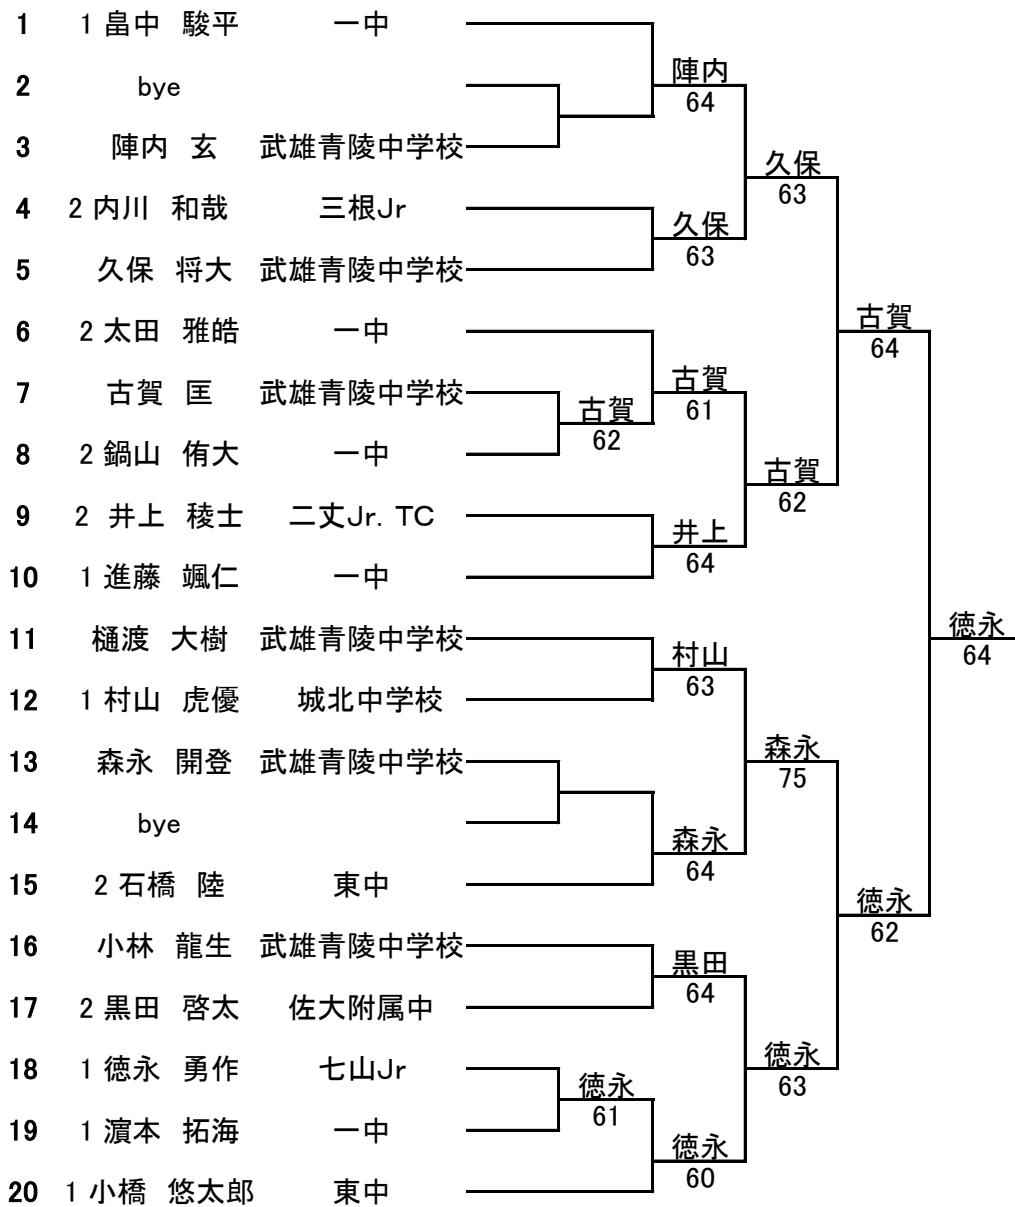 1 1 畠中 駿平 一中
陣内
2 bye
64
3 陣内 玄 武雄青陵中学校
久保
63
4 2 内川 和哉 三根Jr
久保
63
5 久保 将大 武雄青陵中学校
古賀
6 2 太田 雅皓 一中
64
古賀
7 古賀 匡 武雄青陵中学校
61
古賀
62
8 2 鍋山 侑大 一中
古賀
62
9 2 井上 稜士 二丈Jr. TC
井上
64
10 1 進藤 颯仁 一中
徳永
11 樋渡 大樹 武雄青陵中学校
64
村山
63
12 1 村山 虎優 城北中学校
森永
13 森永 開登 武雄青陵中学校
75
14 bye
森永
64
15 2 石橋 陸 東中
徳永
62
16 小林 龍生 武雄青陵中学校
黒田
64
17 2 黒田 啓太 佐大附属中
徳永
18 1 徳永 勇作 七山Jr
63
徳永
61
19 1 濵本 拓海 一中
徳永
60
20 1 小橋 悠太郎 東中